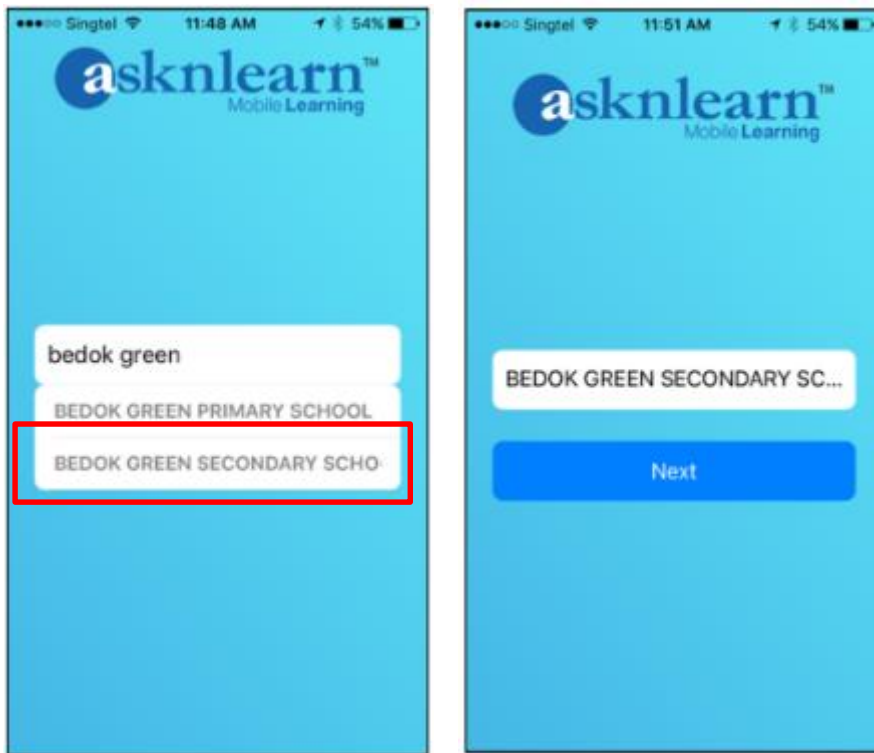 Singtel 11:48 AM 54%
asknlearn™
Mobile Learning
bedok green
BEDOK GREEN PRIMARY SCHOOL
BEDOK GREEN SECONDARY SCHO
Singtel 11:51 AM 54%
asknlearn™
Mobile Learning
BEDOK GREEN SECONDARY SC...
Next